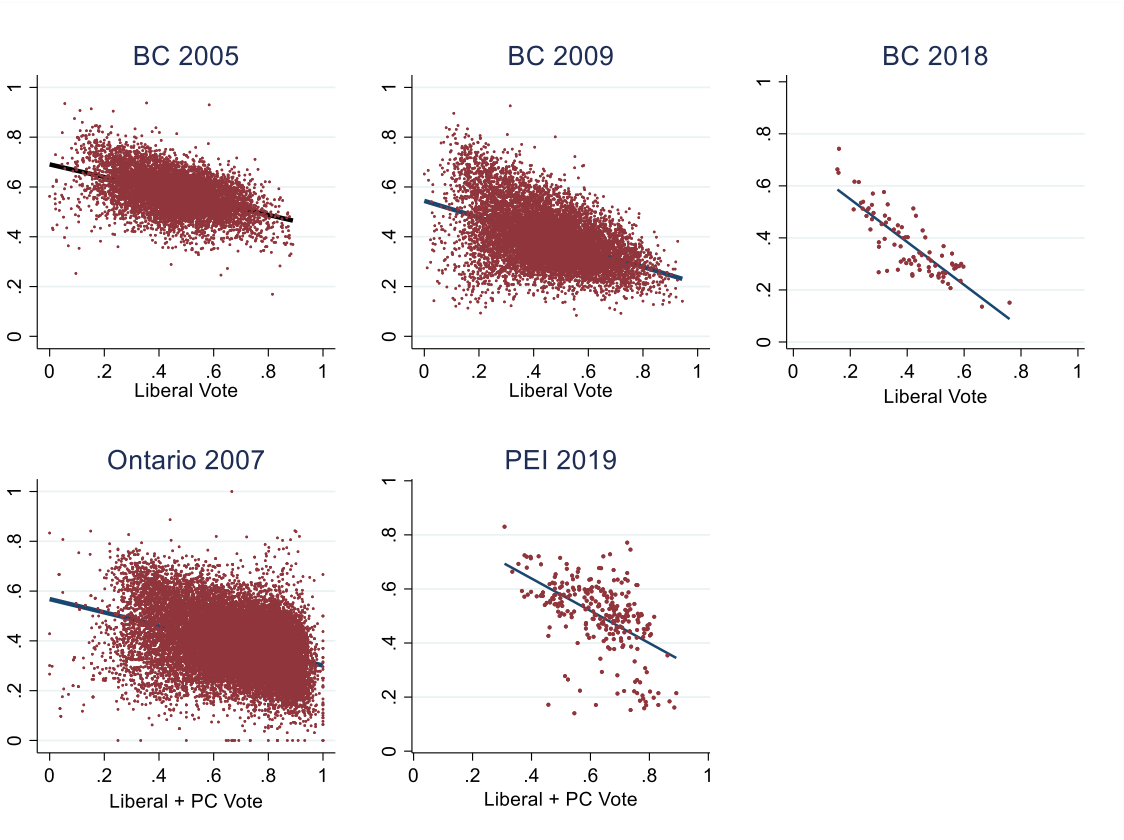 BC 2005
1
.8
.6
.4
.2
0
0 .2 .4 .6 .8 1
Liberal Vote
BC 2009
1
.8
.6
.4
.2
0
0 .2 .4 .6 .8 1
Liberal Vote
BC 2018
1
.8
.6
.4
.2
0
0 .2 .4 .6 .8 1
Liberal Vote
Ontario 2007
1
.8
.6
.4
.2
0
0 .2 .4 .6 .8 1
Liberal + PC Vote
PEI 2019
1
.8
.6
.4
.2
0
0 .2 .4 .6 .8 1
Liberal + PC Vote